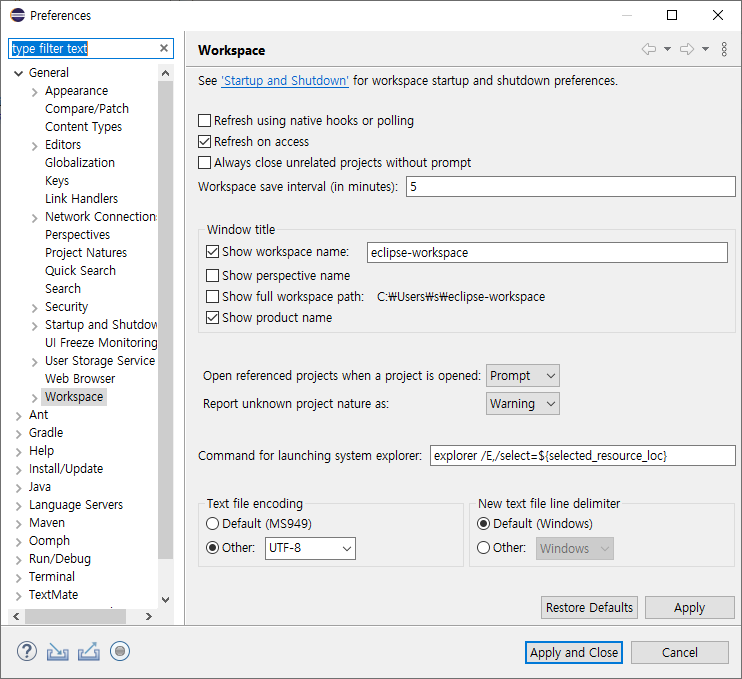 Preferences
type filter text
General
Appearance
Compare/Patch
Content Types
Editors
Globalization
Keys
Link Handlers
Network Connection
Perspectives
Project Natures
Quick Search
Search
Security
Startup and Shutdow
UI Freeze Monitoring
User Storage Service
Web Browser
Workspace
Ant
Gradle
Help
Install/Update
Java
Language Servers
Maven
Oomph
Run/Debug
Terminal
TextMate
Workspace
See 'Startup and Shutdown' for workspace startup and shutdown preferences.
Refresh using native hooks or polling
Refresh on access
Always close unrelated projects without prompt
Workspace save interval (in minutes): 5
Window title
Show workspace name: eclipse-workspace
Show perspective name
Show full workspace path: C:₩Users₩s₩eclipse-workspace
Show product name
Open referenced projects when a project is opened: Prompt
Report unknown project nature as: Warning
Command for launching system explorer: explorer /E,/select=${selected_resource_loc}
Text file encoding
Default (MS949)
Other: UTF-8
New text file line delimiter
Default (Windows)
Other: Windows
Restore Defaults Apply
Apply and Close Cancel